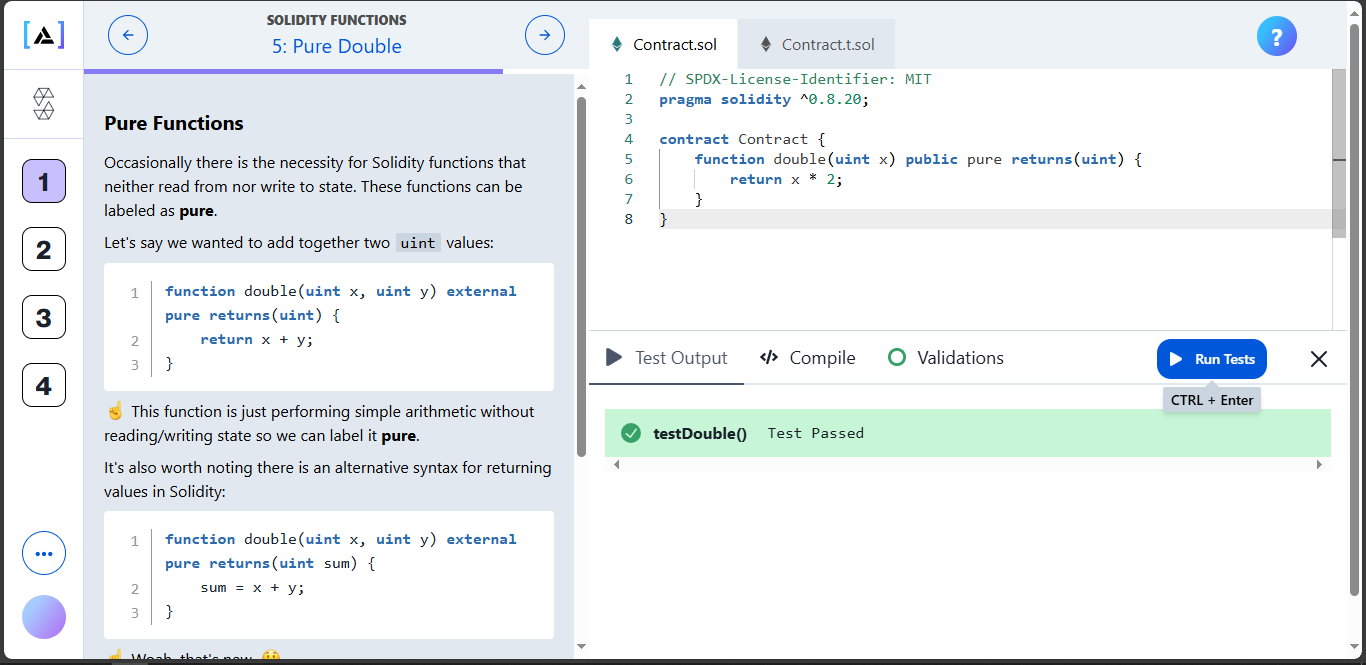 SOLIDITY FUNCTIONS
5: Pure Double
1
2
3
4
Pure Functions
Occasionally there is the necessity for Solidity functions that
neither read from nor write to state. These functions can be
labeled as pure.
Let's say we wanted to add together two uint values:
1 function double(uint x, uint y) external
pure returns(uint) {
2 return x + y;
3 }
☝️ This function is just performing simple arithmetic without
reading/writing state so we can label it pure.
It's also worth noting there is an alternative syntax for returning
values in Solidity:
1 function double(uint x, uint y) external
pure returns(uint sum) {
2 sum = x + y;
3 }
☝️ Woah, that's new.
Contract.sol
Contract.t.sol
?
1 // SPDX-License-Identifier: MIT
2 pragma solidity ^0.8.20;
3
4 contract Contract {
5 function double(uint x) public pure returns(uint) {
6 return x * 2;
7 }
8 }
Test Output
</> Compile
Validations
Run Tests
CTRL + Enter
testDouble() Test Passed